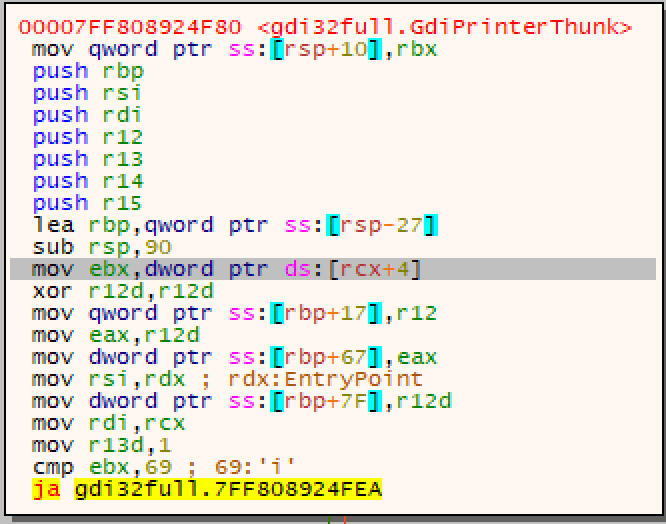 00007FF808924F80 <gdi32full.GdiPrinterThunk>
mov qword ptr ss:[rsp+10],rbx
push rbp
push rsi
push rdi
push r12
push r13
push r14
push r15
lea rbp,qword ptr ss:[rsp-27]
sub rsp,90
mov ebx,dword ptr ds:[rcx+4]
xor r12d,r12d
mov qword ptr ss:[rbp+17],r12
mov eax,r12d
mov dword ptr ss:[rbp+67],eax
mov rsi,rdx ; rdx:EntryPoint
mov dword ptr ss:[rbp+7F],r12d
mov rdi,rcx
mov r13d,1
cmp ebx,69 ; 69:'i'
ja gdi32full.7FF808924FEA